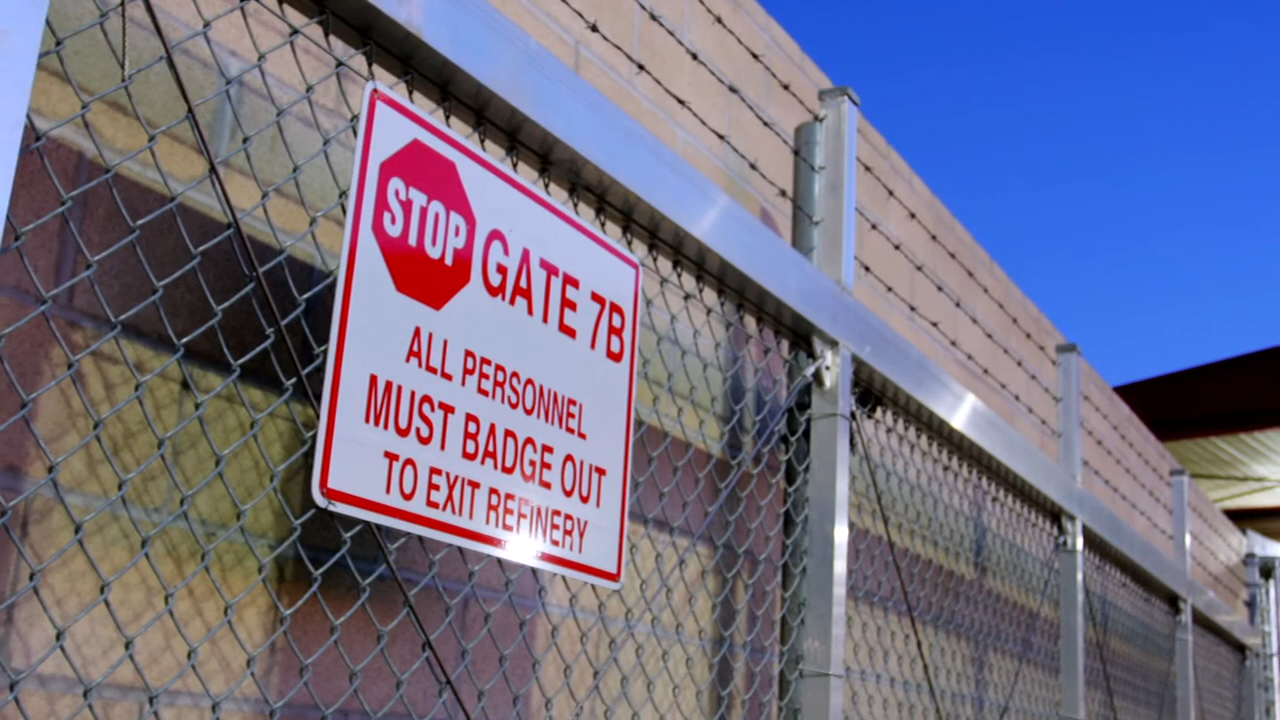 STOP GATE 7B
ALL PERSONNEL
MUST BADGE OUT
TO EXIT REFINERY